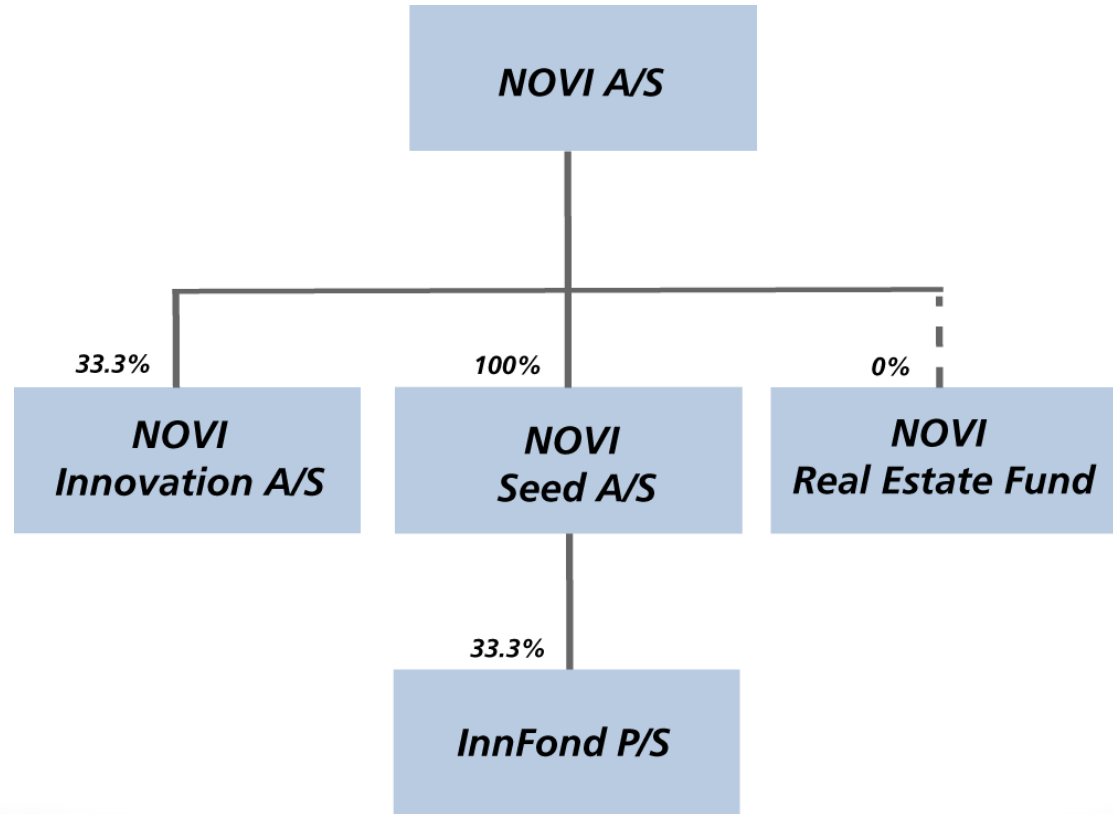 NOVI A/S
33.3%
100%
0%
NOVI
Innovation A/S
NOVI
Seed A/S
NOVI
Real Estate Fund
33.3%
InnFond P/S